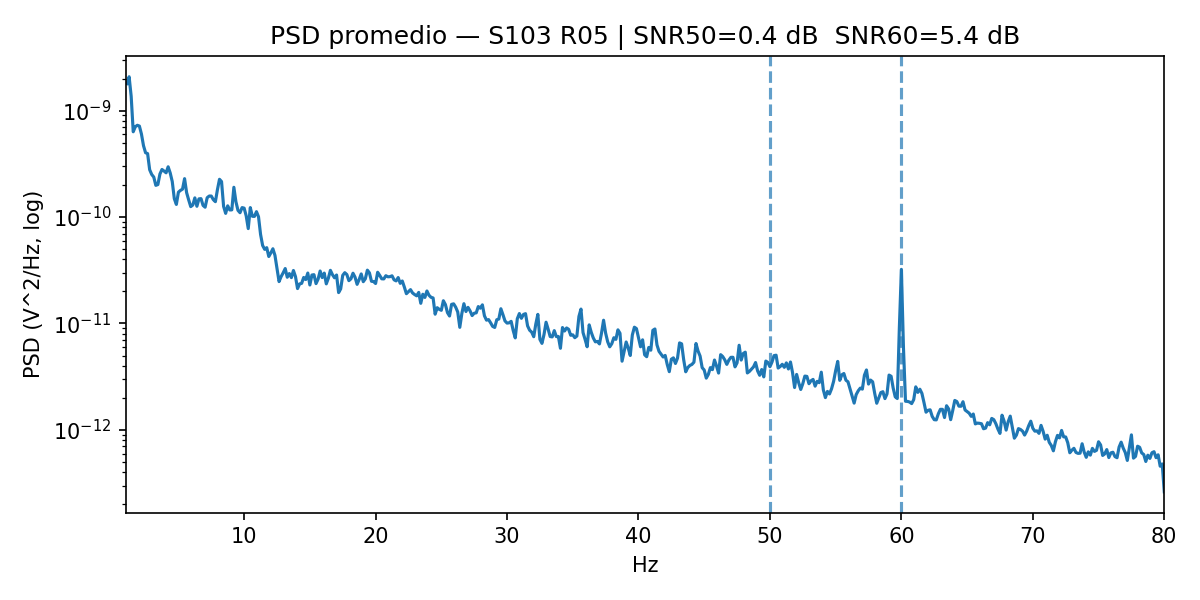 PSD promedio — S103 R05 | SNR50=0.4 dB  SNR60=5.4 dB
PSD (V^2/Hz, log)
10⁻⁹
10⁻¹⁰
10⁻¹¹
10⁻¹²
10 20 30 40 50 60 70 80
Hz